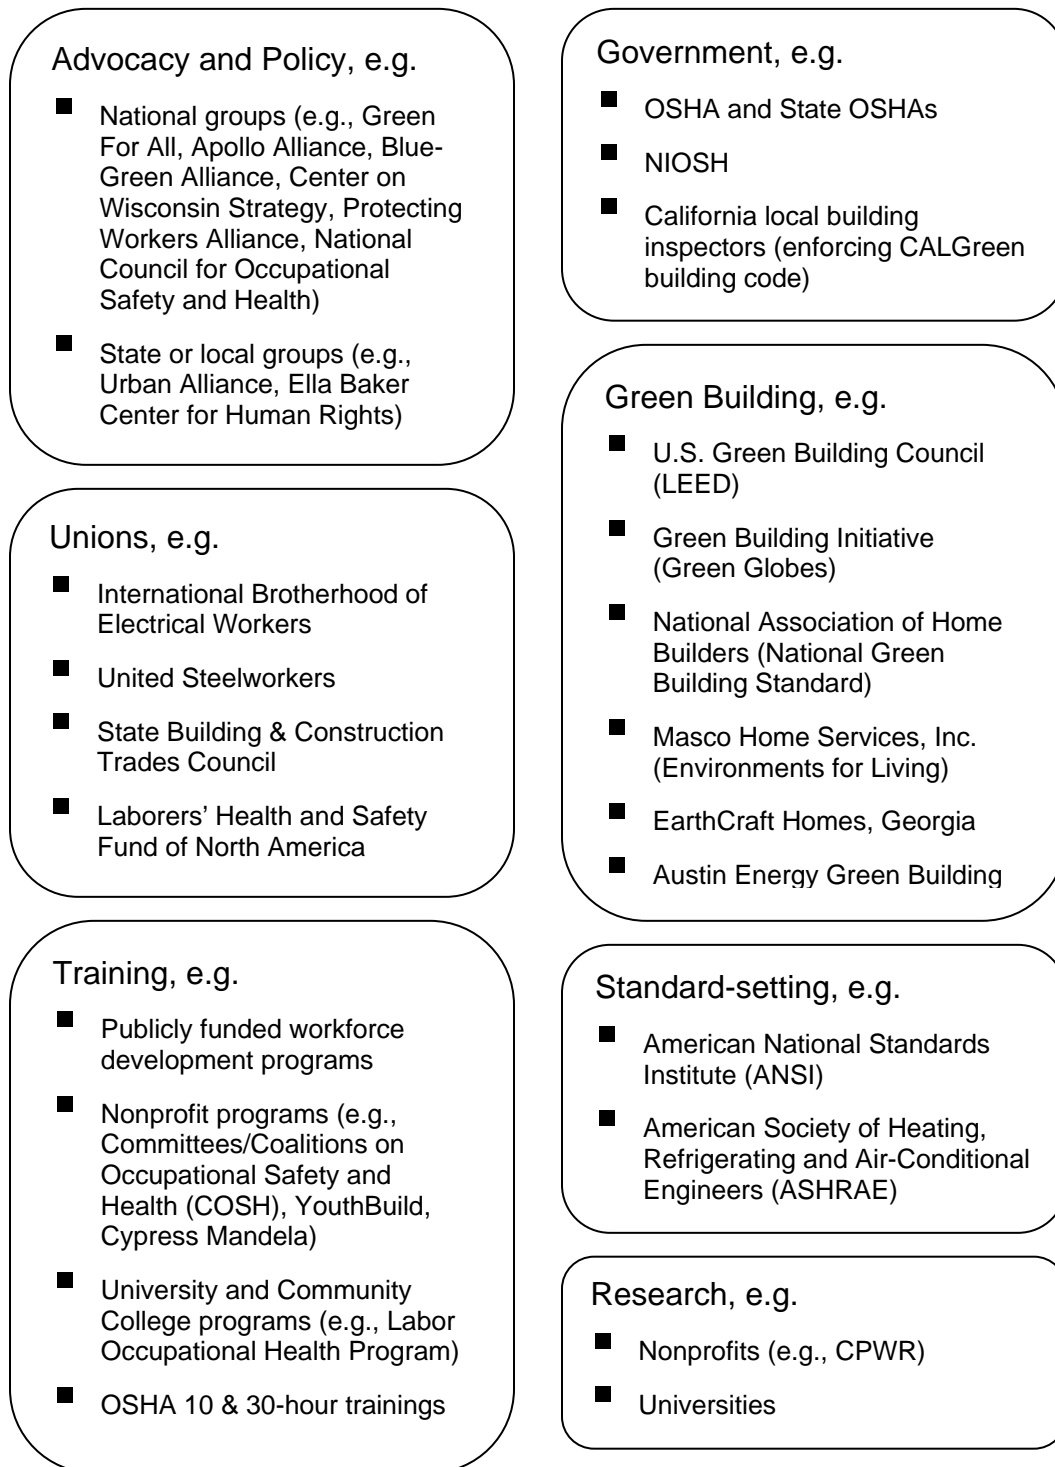 Advocacy and Policy, e.g.
■ National groups (e.g., Green
For All, Apollo Alliance, Blue-
Green Alliance, Center on
Wisconsin Strategy, Protecting
Workers Alliance, National
Council for Occupational
Safety and Health)
■ State or local groups (e.g.,
Urban Alliance, Ella Baker
Center for Human Rights)
Unions, e.g.
■ International Brotherhood of
Electrical Workers
■ United Steelworkers
■ State Building & Construction
Trades Council
■ Laborers’ Health and Safety
Fund of North America
Training, e.g.
■ Publicly funded workforce
development programs
■ Nonprofit programs (e.g.,
Committees/Coalitions on
Occupational Safety and
Health (COSH), YouthBuild,
Cypress Mandela)
■ University and Community
College programs (e.g., Labor
Occupational Health Program)
■ OSHA 10 & 30-hour trainings
Government, e.g.
■ OSHA and State OSHAs
■ NIOSH
■ California local building
inspectors (enforcing CALGreen
building code)
Green Building, e.g.
■ U.S. Green Building Council
(LEED)
■ Green Building Initiative
(Green Globes)
■ National Association of Home
Builders (National Green
Building Standard)
■ Masco Home Services, Inc.
(Environments for Living)
■ EarthCraft Homes, Georgia
■ Austin Energy Green Building
Standard-setting, e.g.
■ American National Standards
Institute (ANSI)
■ American Society of Heating,
Refrigerating and Air-Conditional
Engineers (ASHRAE)
Research, e.g.
■ Nonprofits (e.g., CPWR)
■ Universities